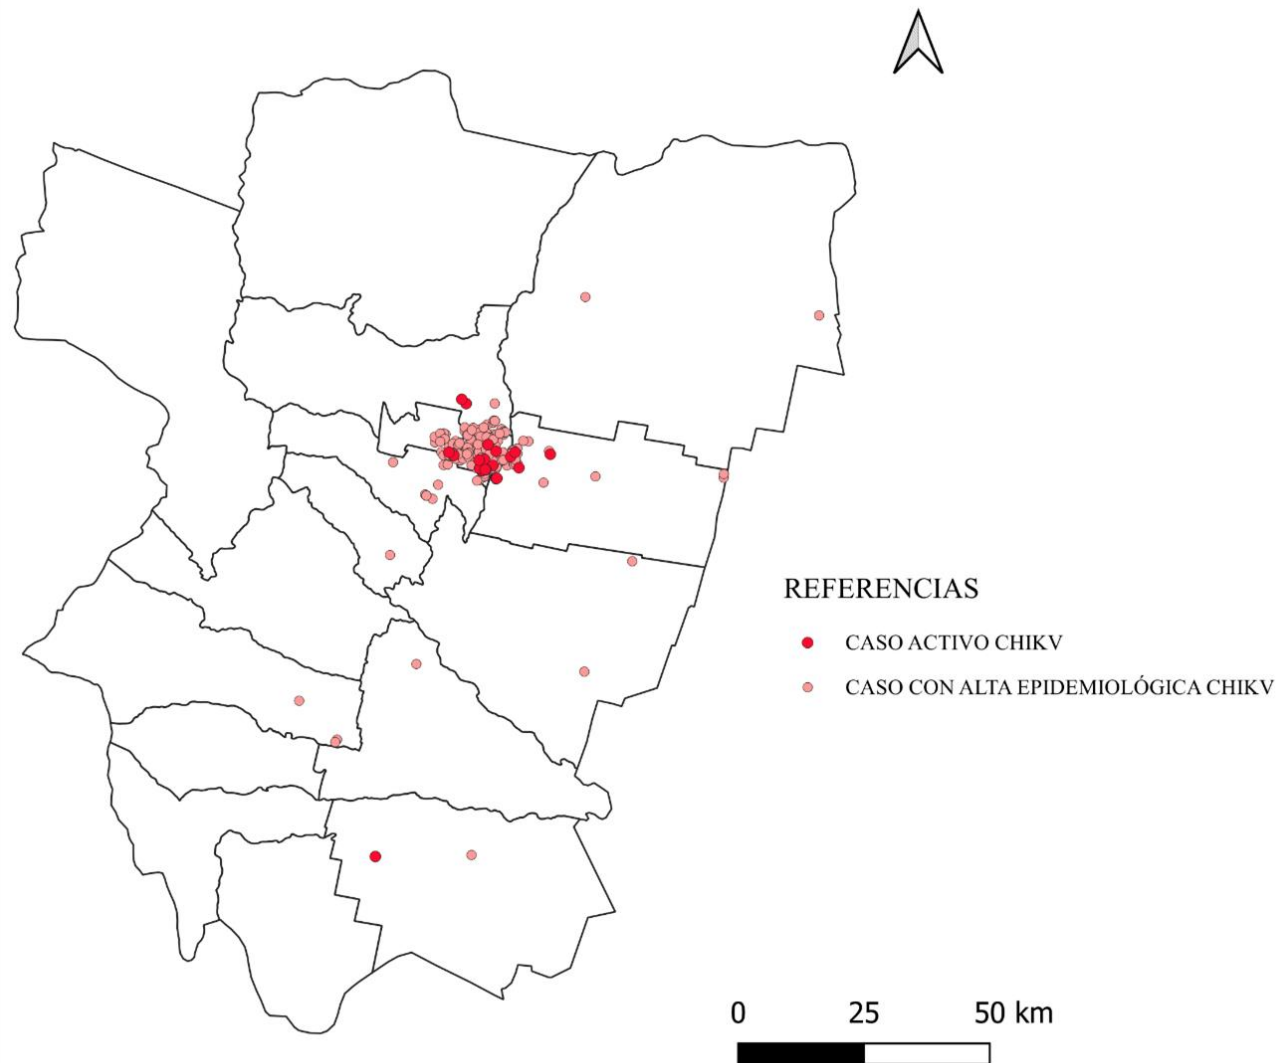 REFERENCIAS
CASO ACTIVO CHIKV
CASO CON ALTA EPIDEMIOLÓGICA CHIKV
0 25 50 km